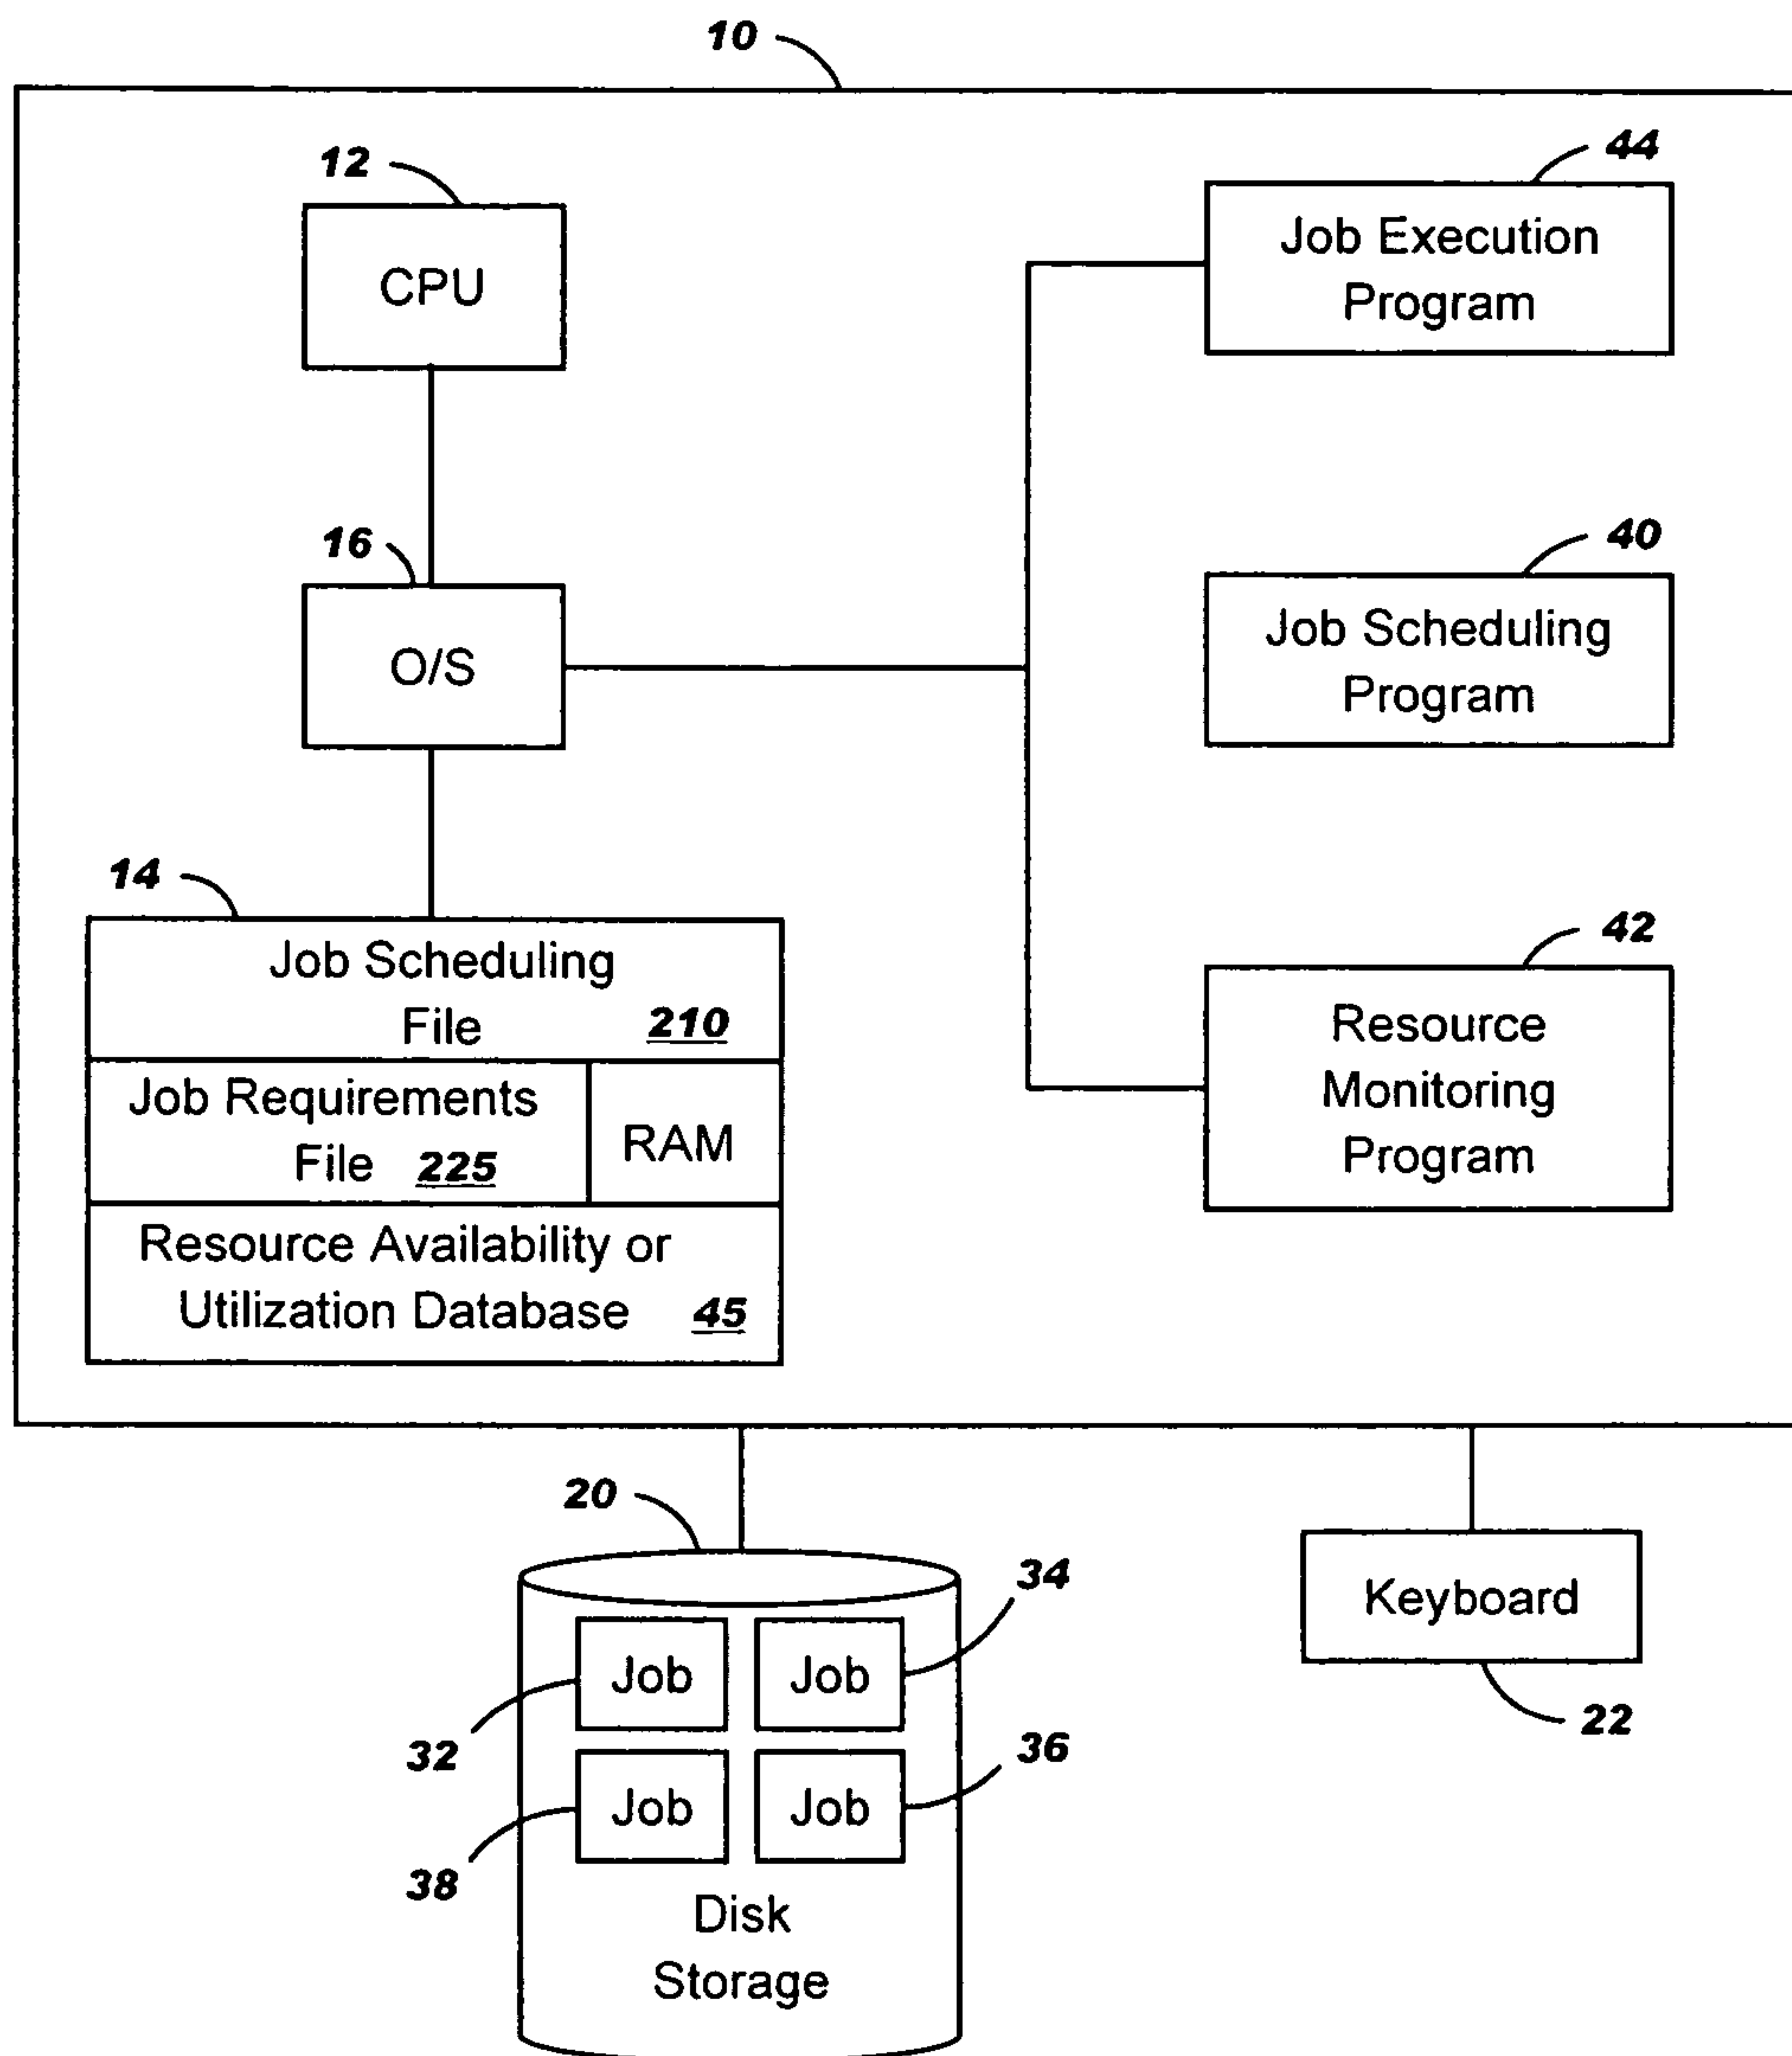 10
12
44
CPU
Job Execution
Program
16
40
O/S
Job Scheduling
Program
14
42
Job Scheduling
File 210
Job Requirements
File 225
RAM
Resource Availability or
Utilization Database 45
Resource
Monitoring
Program
20
34
Job
Job
Keyboard
32
22
36
Job
Job
38
Disk
Storage